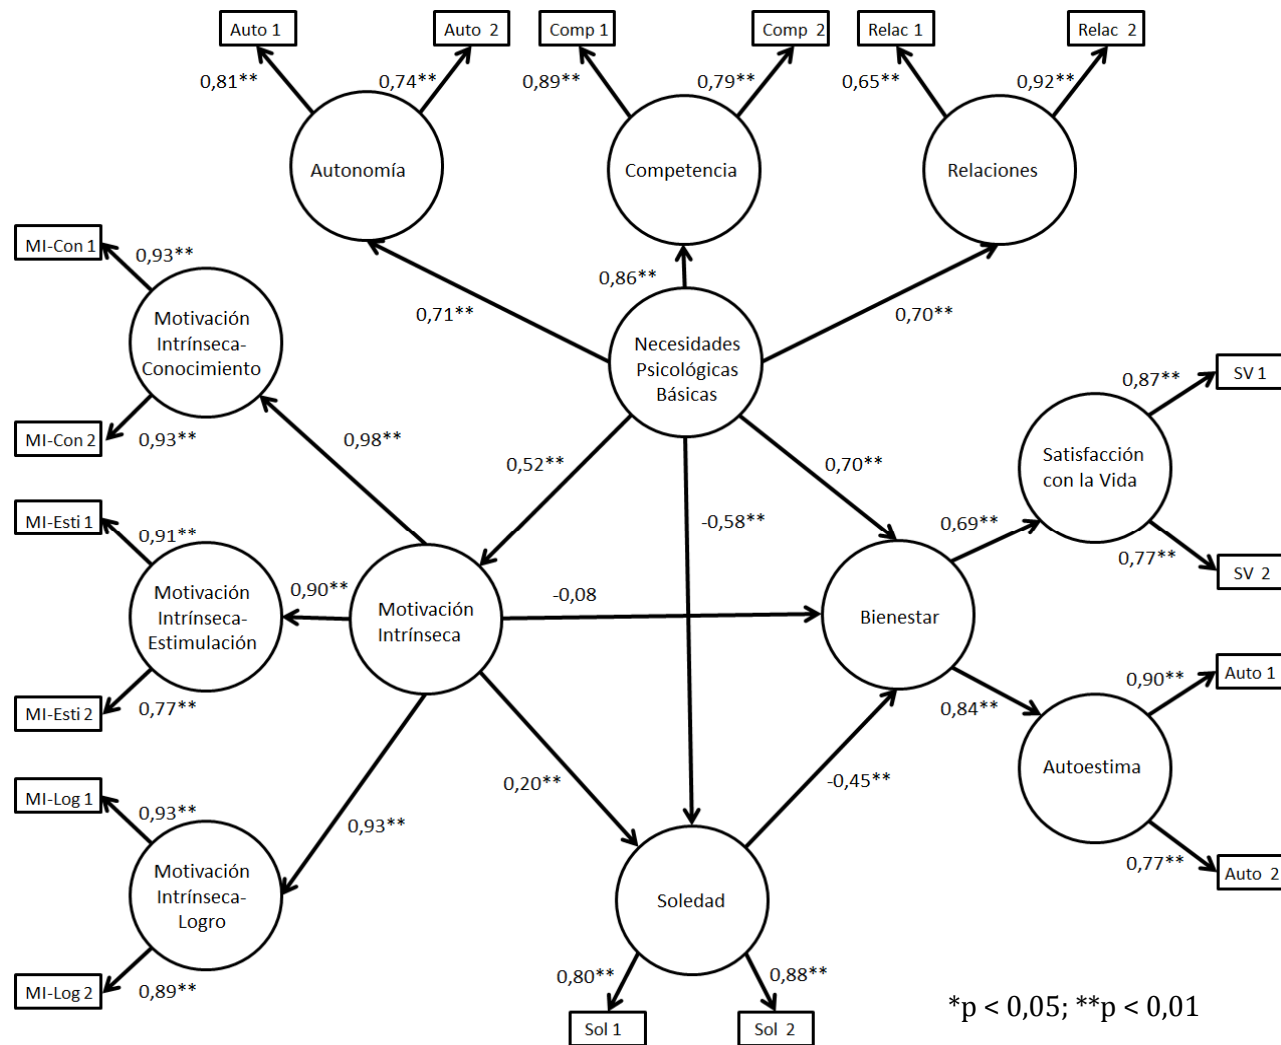 Auto 1
Auto 2
Comp 1
Comp 2
Relac 1
Relac 2
0,81**
0,74**
0,89**
0,79**
0,65**
0,92**
Autonomía
Competencia
Relaciones
MI-Con 1
0,93**
0,86**
0,71**
0,70**
Motivación
Intrínseca-
Conocimiento
Necesidades
Psicológicas
Básicas
SV 1
0,87**
MI-Con 2
0,93**
0,98**
0,52**
0,70**
Satisfacción
con la Vida
MI-Esti 1
0,91**
-0,58**
0,69**
0,77**
SV 2
Motivación
Intrínseca-
Estimulación
0,90**
Motivación
Intrínseca
-0,08
Bienestar
MI-Esti 2
0,77**
0,84**
0,90**
Auto 1
MI-Log 1
0,93**
0,20**
-0,45**
Autoestima
0,93**
Motivación
Intrínseca-
Logro
Soledad
0,77**
Auto 2
MI-Log 2
0,89**
0,80**
0,88**
Sol 1
Sol 2
*p < 0,05; **p < 0,01